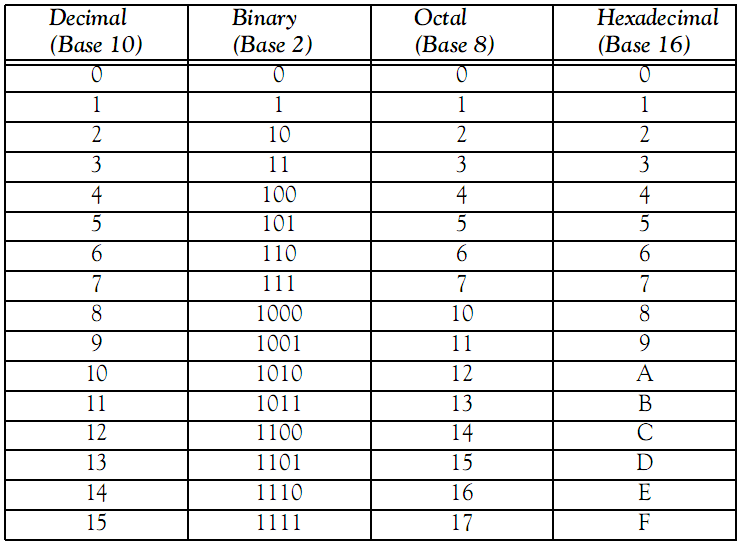 Decimal Binary Octal Hexadecimal
(Base 10) (Base 2) (Base 8) (Base 16)
0 0 0 0
1 1 1 1
2 10 2 2
3 11 3 3
4 100 4 4
5 101 5 5
6 110 6 6
7 111 7 7
8 1000 10 8
9 1001 11 9
10 1010 12 A
11 1011 13 B
12 1100 14 C
13 1101 15 D
14 1110 16 E
15 1111 17 F